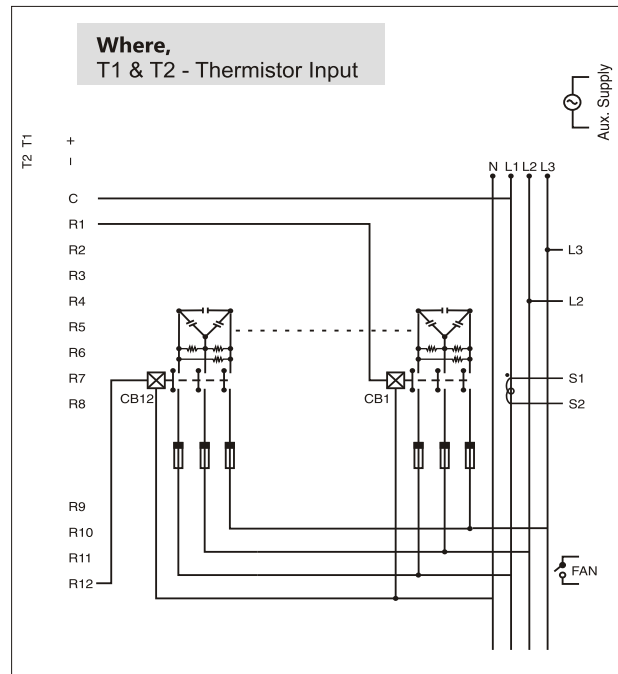 Where,
T1 & T2 - Thermistor Input
Aux. Supply
T2 T1
+
–
N L1 L2 L3
C
R1
R2
L3
R3
R4
L2
R5
R6
R7
S1
CB12
CB1
R8
S2
R9
R10
R11
FAN
R12